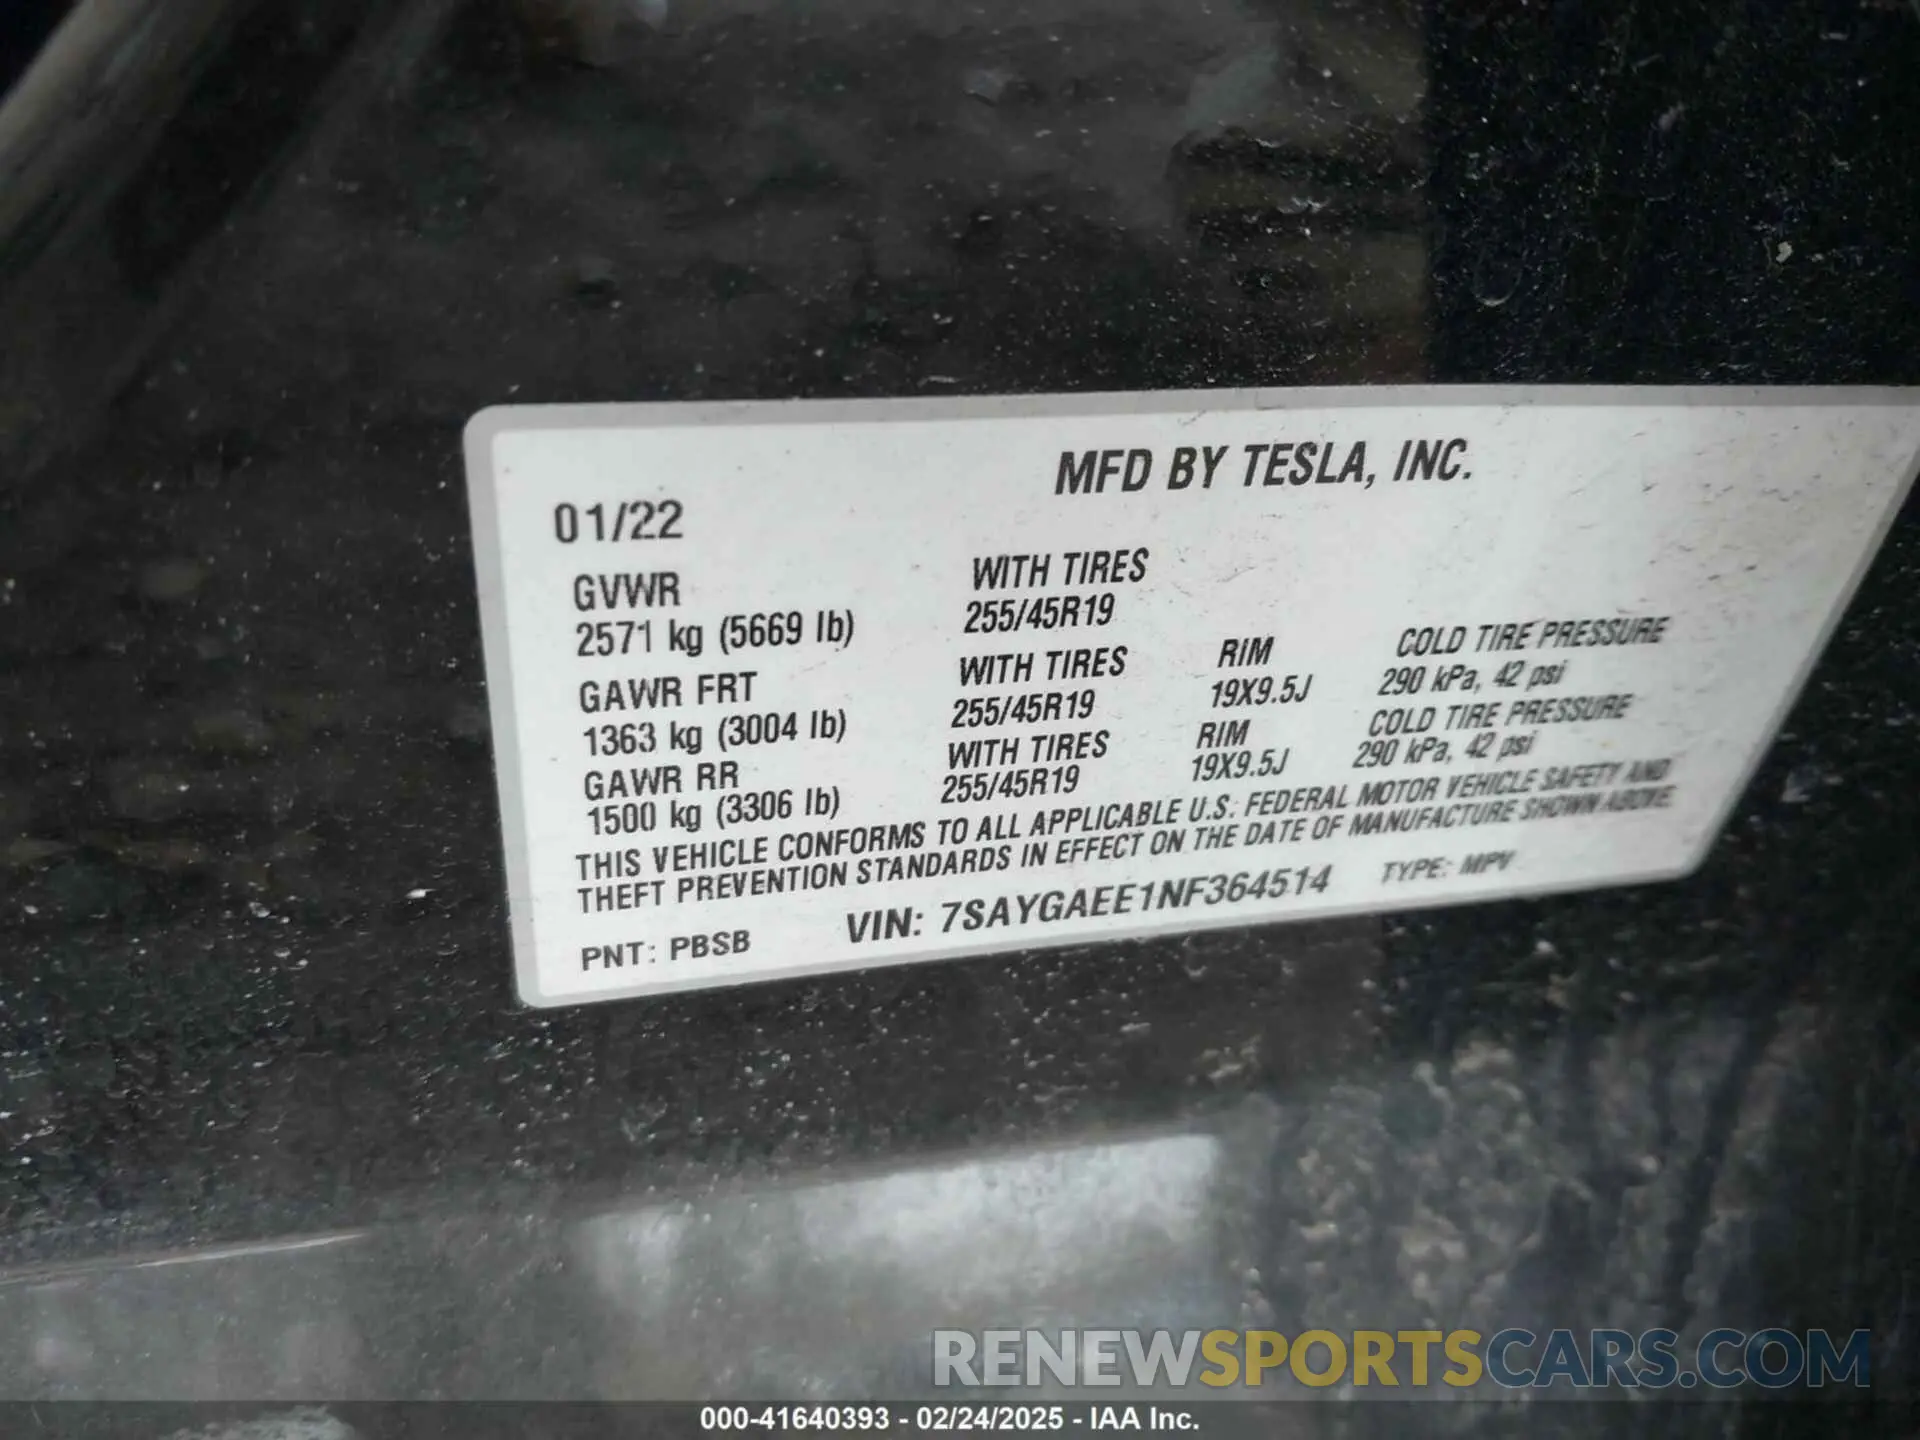 MFD BY TESLA, INC.
01/22
GVWR WITH TIRES
2571 kg (5669 lb) 255/45R19
GAWR FRT WITH TIRES RIM COLD TIRE PRESSURE
1363 kg (3004 lb) 255/45R19 19X9.5J 290 kPa, 42 psi
GAWR RR WITH TIRES RIM COLD TIRE PRESSURE
1500 kg (3306 lb) 255/45R19 19X9.5J 290 kPa, 42 psi
THIS VEHICLE CONFORMS TO ALL APPLICABLE U.S. FEDERAL MOTOR VEHICLE SAFETY AND
THEFT PREVENTION STANDARDS IN EFFECT ON THE DATE OF MANUFACTURE SHOWN ABOVE
PNT: PBSB VIN: 7SAYGAEE1NF364514 TYPE: MPV
RENEWSPORTSCARS.COM
000-41640393 - 02/24/2025 - IAA Inc.